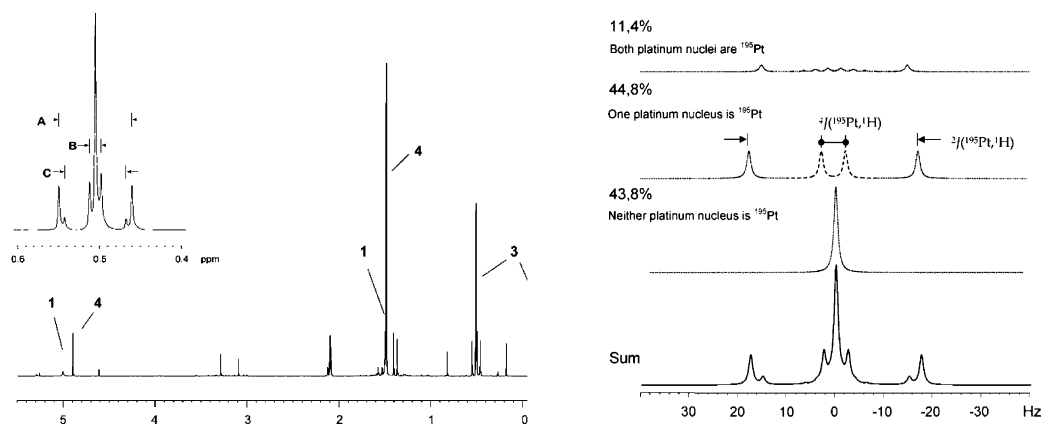 A
B
C
0.6 0.5 0.4 ppm
4
1
3
1 4
5 4 3 2 1 0
11,4%
Both platinum nuclei are ¹⁹⁵Pt
44,8%
One platinum nucleus is ¹⁹⁵Pt
⁴J(¹⁹⁵Pt,¹H)
²J(¹⁹⁵Pt,¹H)
43,8%
Neither platinum nucleus is ¹⁹⁵Pt
Sum
30 20 10 0 -10 -20 -30 Hz